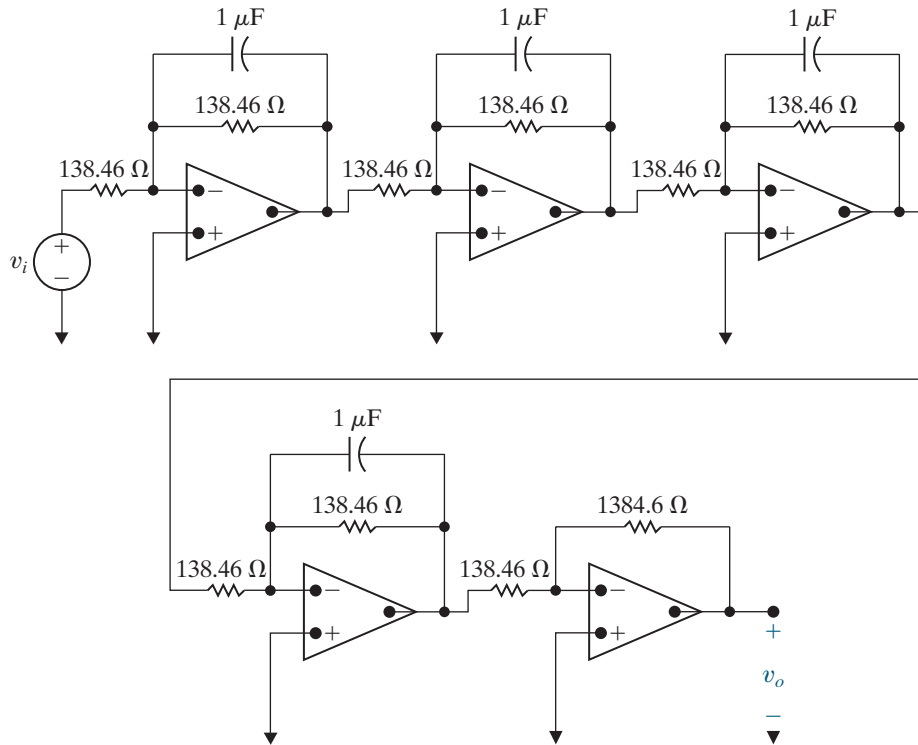 1 μF 1 μF 1 μF
138.46 Ω 138.46 Ω 138.46 Ω
138.46 Ω 138.46 Ω 138.46 Ω
− − −
+ + +
+
v_i
−
1 μF
138.46 Ω 1384.6 Ω
138.46 Ω 138.46 Ω
− −
+ +
+
v_o
−